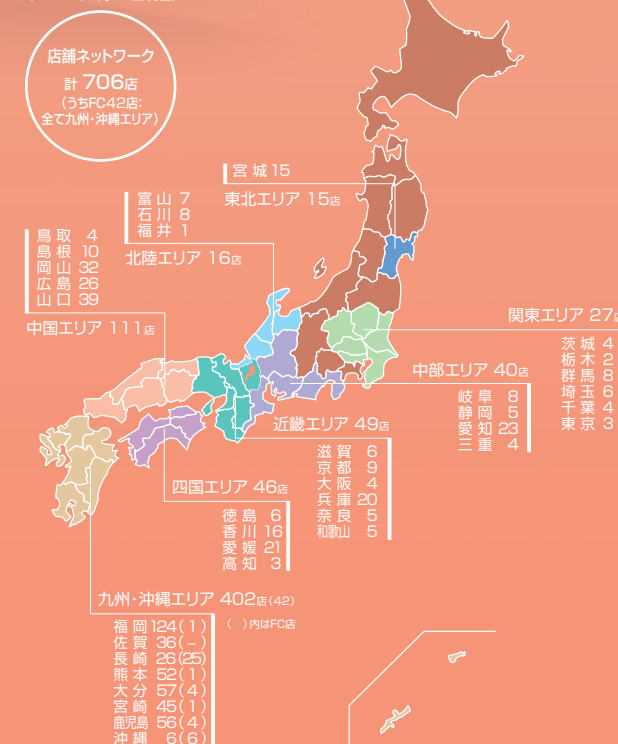 店舗ネットワーク
計 706店
(うちFC42店:
全て九州・沖縄エリア)
宮城 15
東北エリア 15店
富山 7
石川 8
福井 1
北陸エリア 16店
鳥取 4
島根 10
岡山 32
広島 26
山口 39
中国エリア 111店
関東エリア 27店
茨城 4
栃木 2
群馬 8
埼玉 6
千葉 4
東京 3
中部エリア 40店
岐阜 8
静岡 5
愛知 23
三重 4
近畿エリア 49店
滋賀 6
京都 9
大阪 4
兵庫 20
奈良 5
和歌山 5
四国エリア 46店
徳島 6
香川 16
愛媛 21
高知 3
九州・沖縄エリア 402店(42)
( )内はFC店
福岡 124(1)
佐賀 36(−)
長崎 26(25)
熊本 52(1)
大分 57(4)
宮崎 45(1)
鹿児島 56(4)
沖縄 6(6)